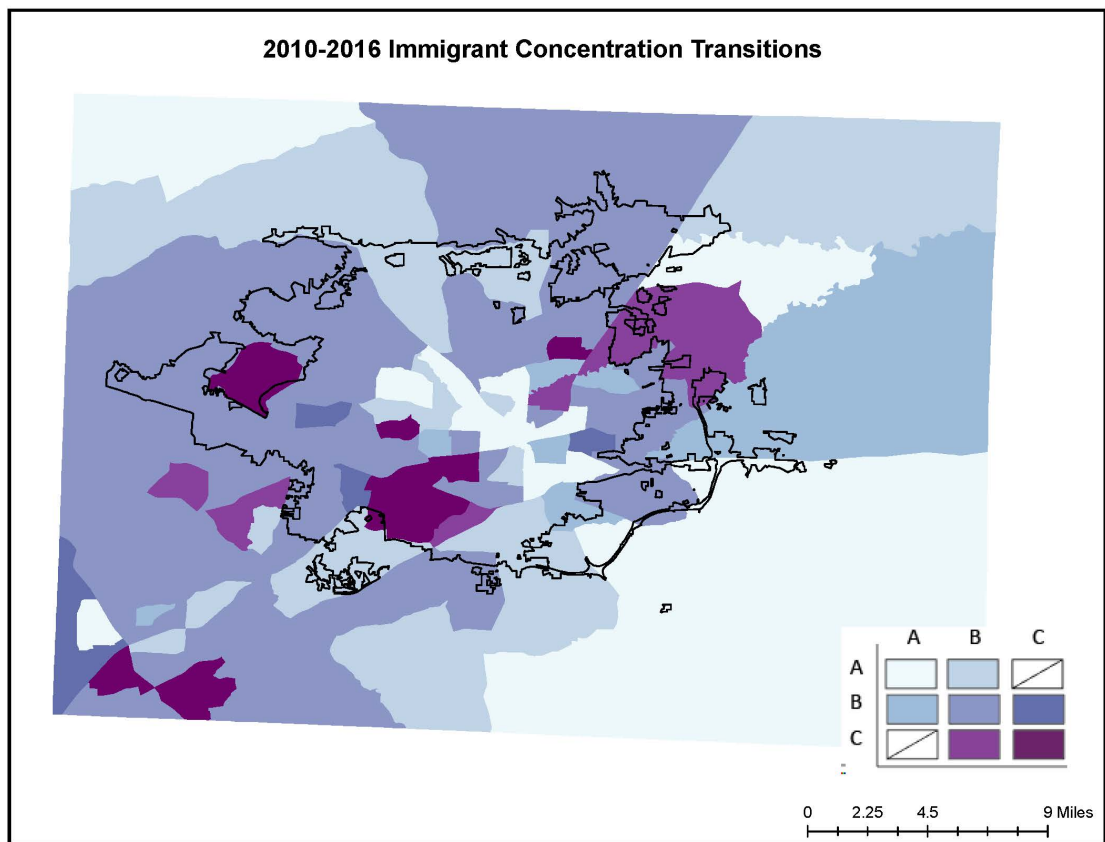 2010-2016 Immigrant Concentration Transitions
A B C
A
B
C
0 2.25 4.5 9 Miles